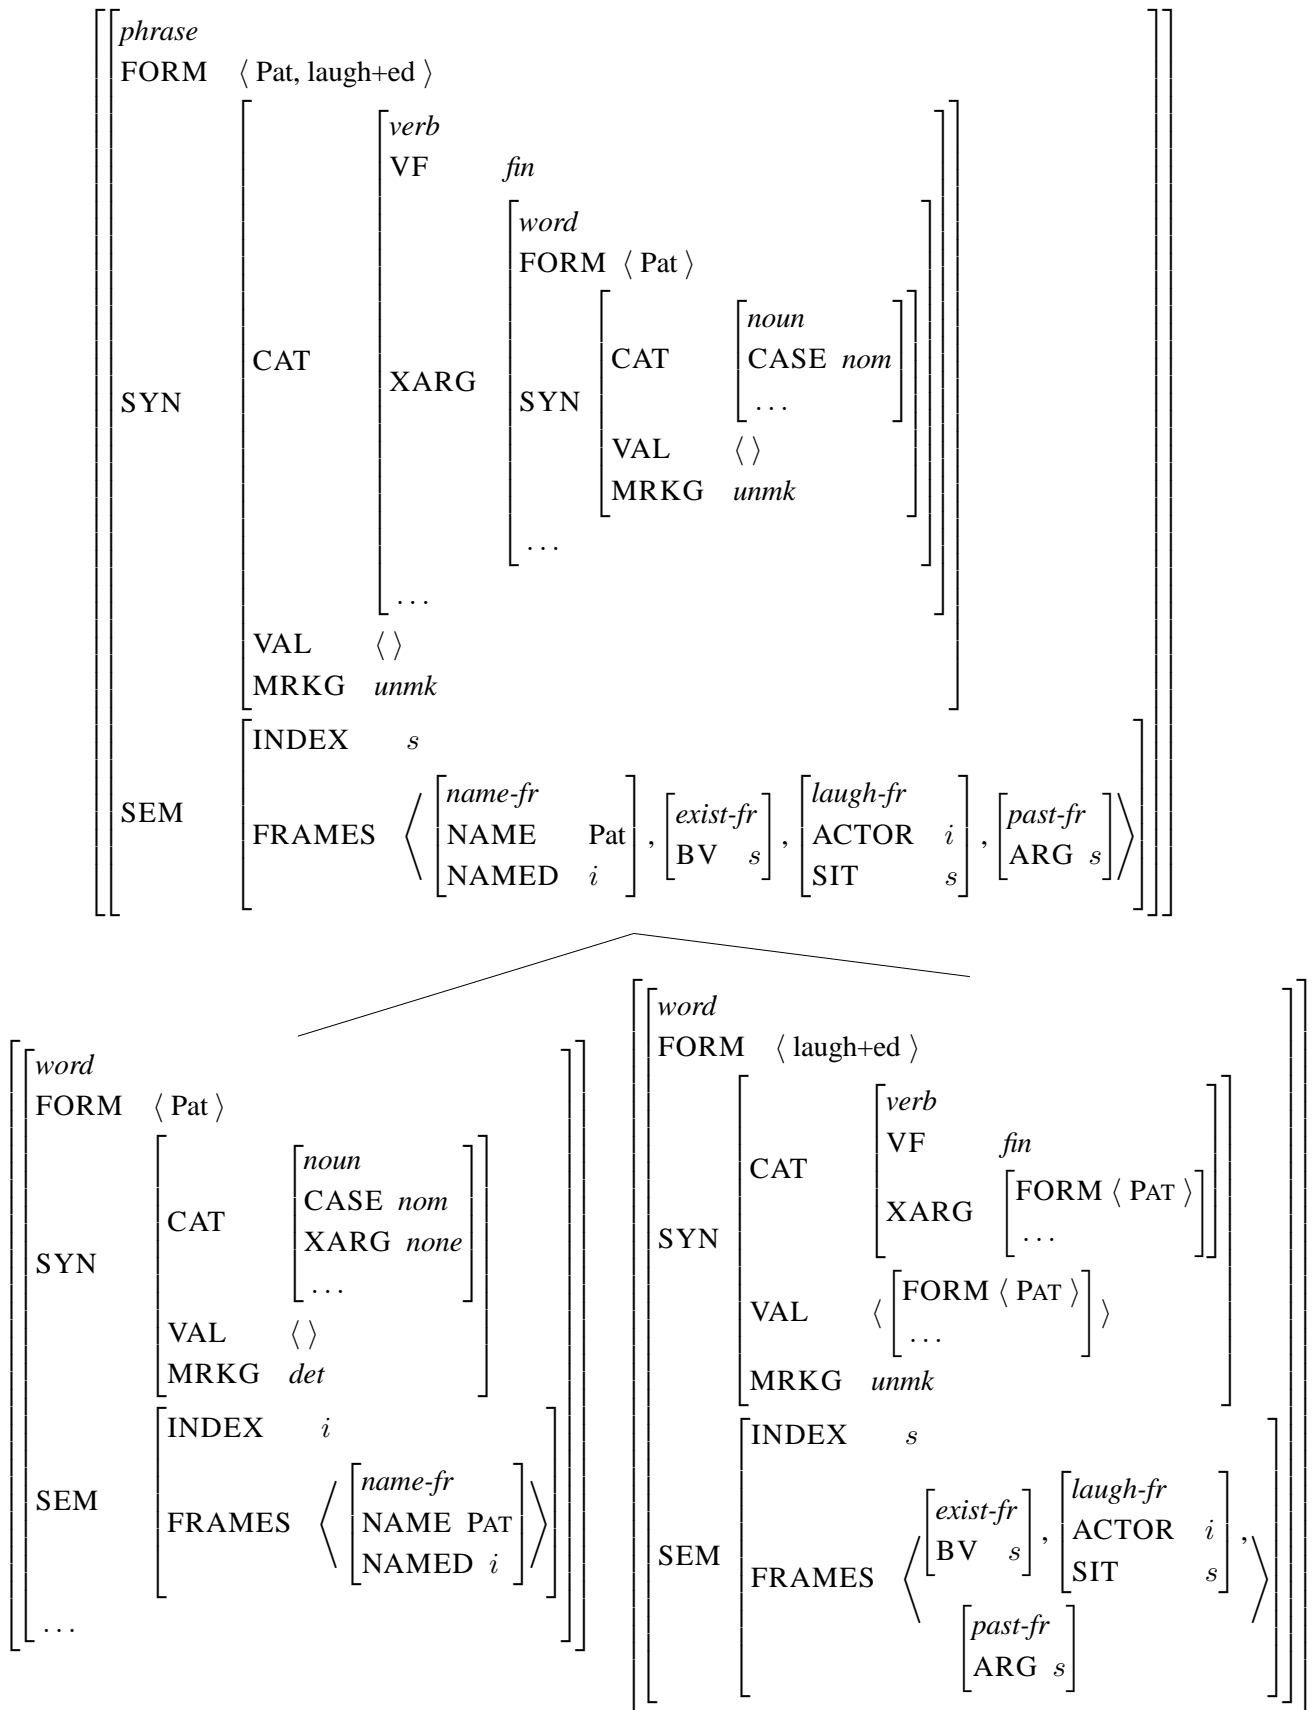 phrase
FORM ⟨ Pat, laugh+ed ⟩
verb
VF fin
word
FORM ⟨ Pat ⟩
noun
CAT CASE nom
...
CAT
XARG
SYN
SYN
VAL ⟨ ⟩
MRKG unmk
...
...
VAL ⟨ ⟩
MRKG unmk
INDEX s
SEM
FRAMES ⟨ [name-fr NAME Pat NAMED i], [exist-fr BV s], [laugh-fr ACTOR i SIT s], [past-fr ARG s] ⟩
word
FORM ⟨ Pat ⟩
noun
CASE nom
CAT
XARG none
SYN
...
VAL ⟨ ⟩
MRKG det
INDEX i
name-fr
SEM
FRAMES ⟨ NAME PAT ⟩
NAMED i
...
word
FORM ⟨ laugh+ed ⟩
verb
VF fin
CAT
XARG FORM ⟨ PAT ⟩
...
SYN
VAL ⟨ [FORM ⟨ PAT ⟩ ...] ⟩
MRKG unmk
INDEX s
SEM
FRAMES ⟨ [exist-fr BV s], [laugh-fr ACTOR i SIT s],
[past-fr ARG s] ⟩